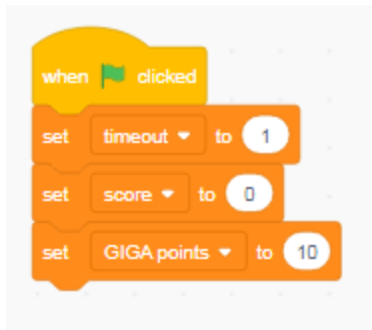 when clicked
set timeout to 1
set score to 0
set GIGA points to 10